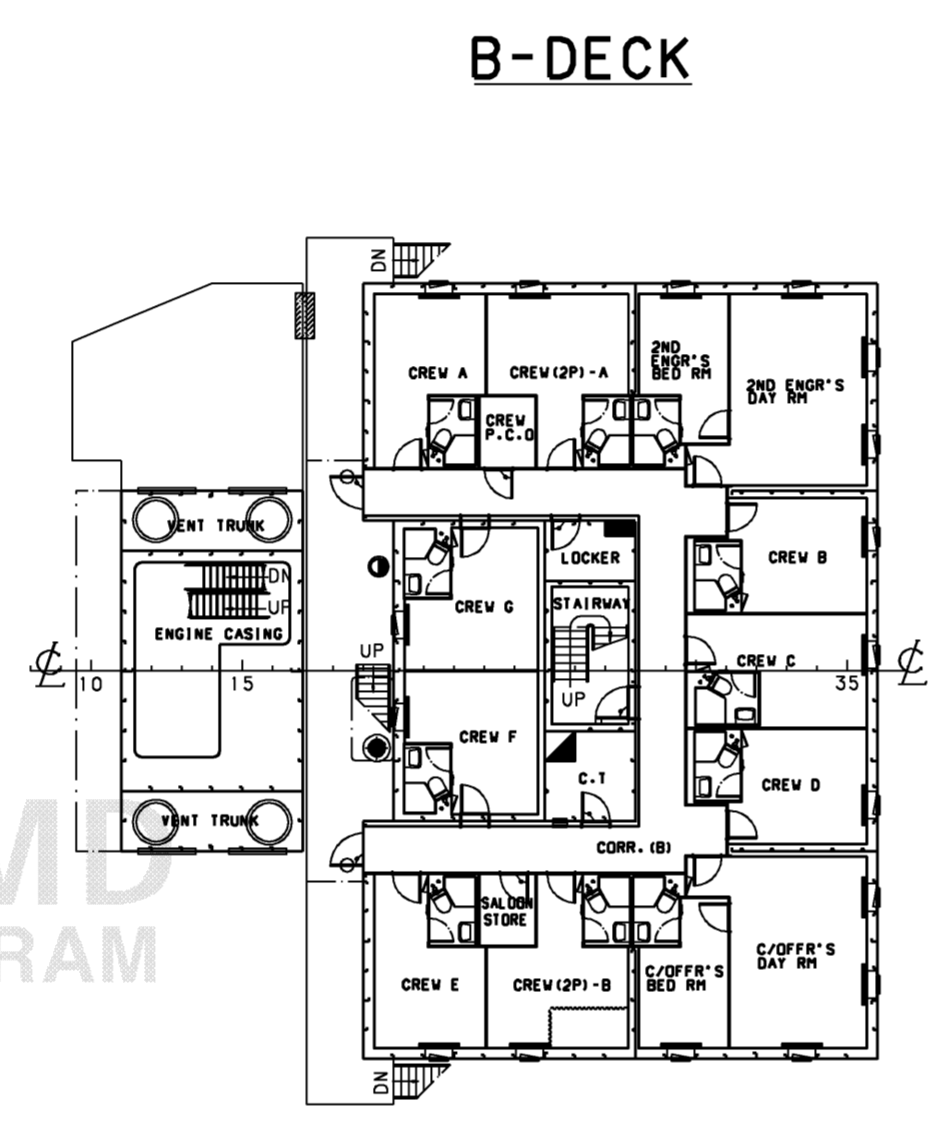 B-DECK
DN
CREW A
CREW(2P)-A
2ND
ENGR'S
BED RM
2ND ENGR'S
DAY RM
CREW
P.C.O
VENT TRUNK
LOCKER
CREW B
DN
UP
CREW G
STAIRWAY
ENGINE CASING
UP
CREW C
10
15
35
UP
CREW F
C.T
CREW D
VENT TRUNK
CORR.(B)
SALOON
STORE
C/OFFR'S
DAY RM
CREW E
CREW(2P)-B
C/OFFR'S
BED RM
DN
MD
RAM